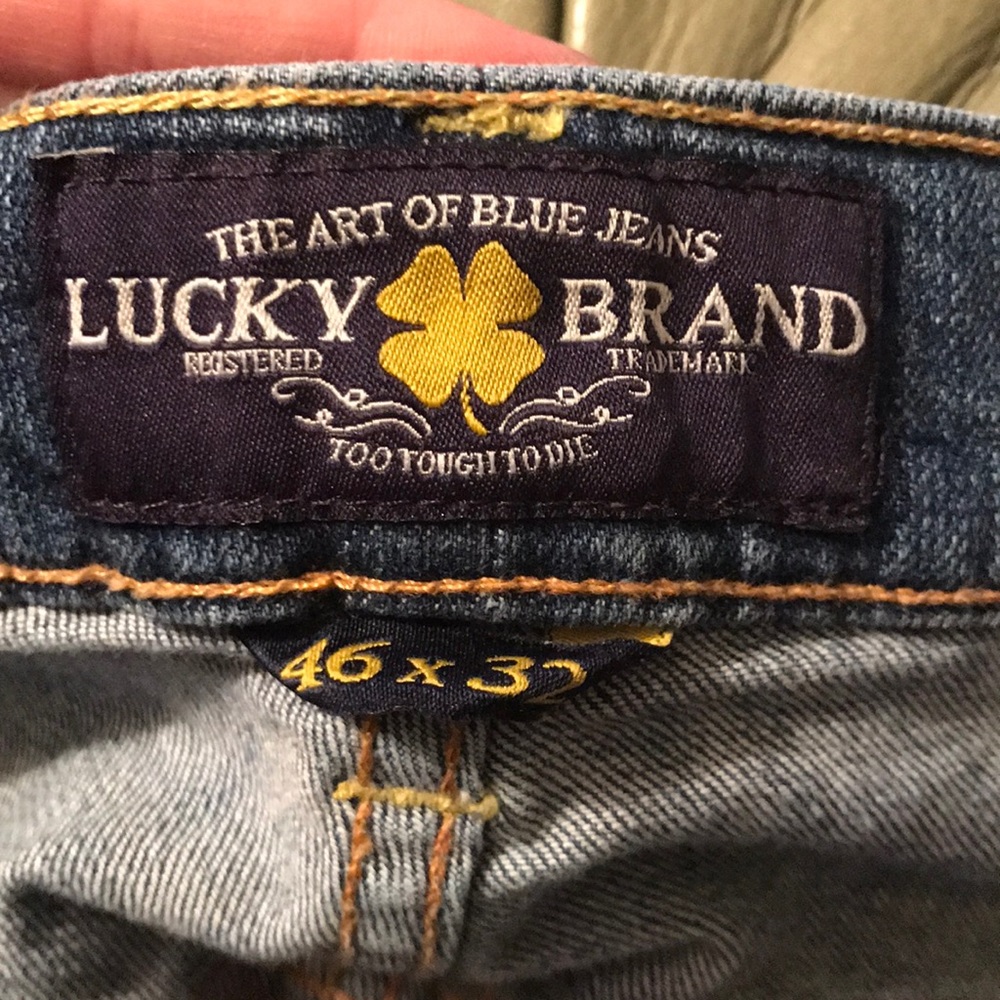 THE ART OF BLUE JEANS
LUCKY BRAND
REGISTERED TRADEMARK
TOO TOUGH TO DIE
46 x 32